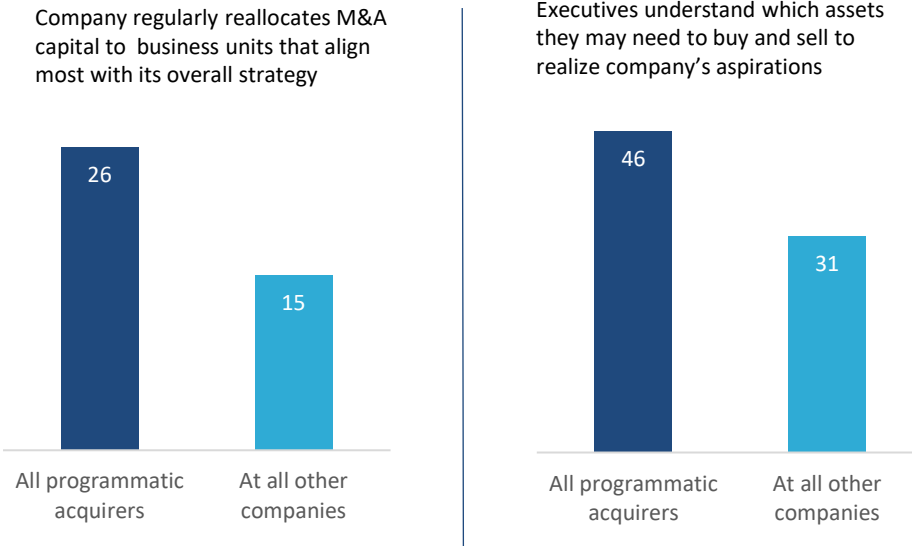 Company regularly reallocates M&A
capital to  business units that align
most with its overall strategy
26
15
All programmatic
acquirers
At all other
companies
Executives understand which assets
they may need to buy and sell to
realize company’s aspirations
46
31
All programmatic
acquirers
At all other
companies